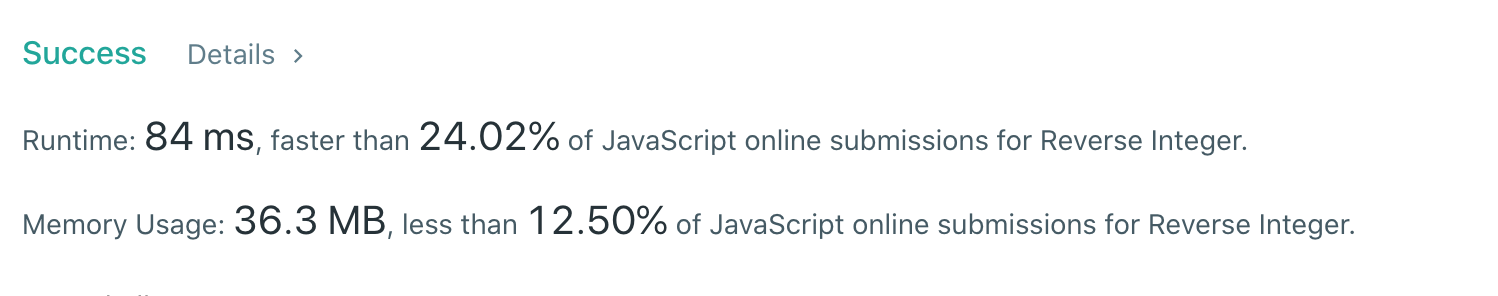 Success Details >
Runtime: 84 ms, faster than 24.02% of JavaScript online submissions for Reverse Integer.
Memory Usage: 36.3 MB, less than 12.50% of JavaScript online submissions for Reverse Integer.